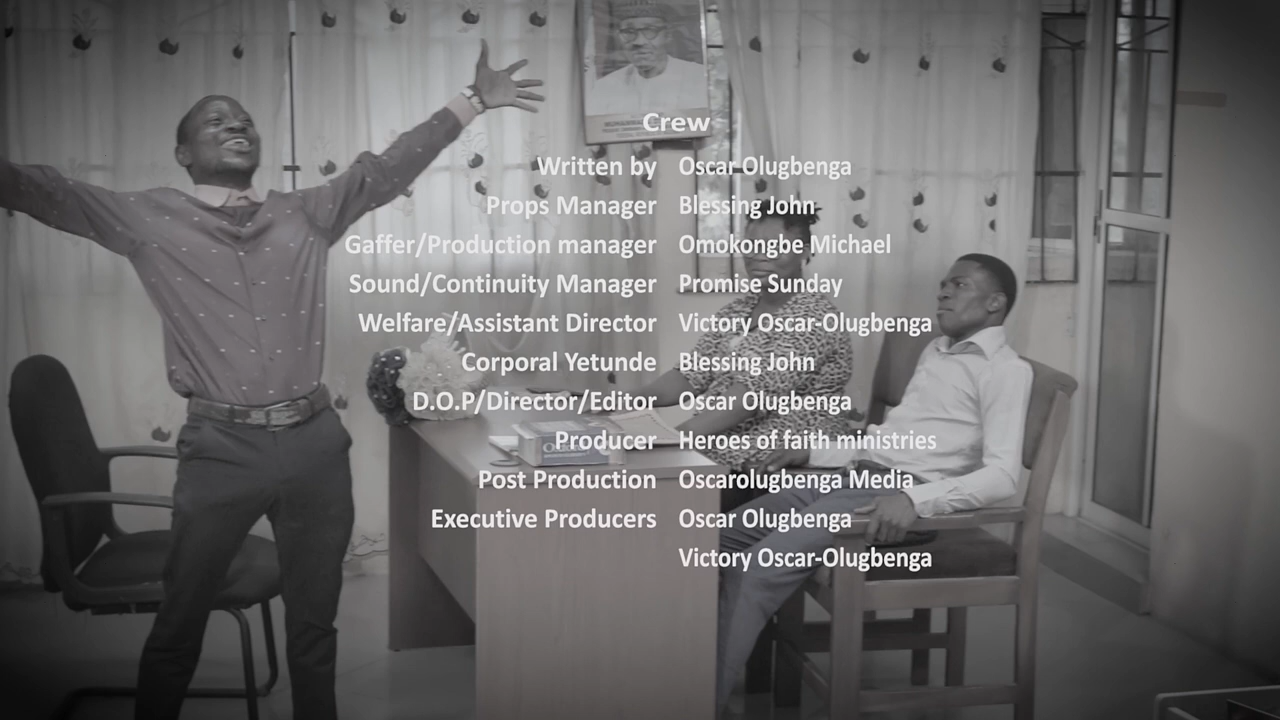 Crew
Written by Oscar Olugbenga
Props Manager Blessing John
Gaffer/Production manager Omokongbe Michael
Sound/Continuity Manager Promise Sunday
Welfare/Assistant Director Victory Oscar-Olugbenga
Corporal Yetunde Blessing John
D.O.P/Director/Editor Oscar Olugbenga
Producer Heroes of faith ministries
Post Production Oscarolugbenga Media
Executive Producers Oscar Olugbenga
Victory Oscar-Olugbenga